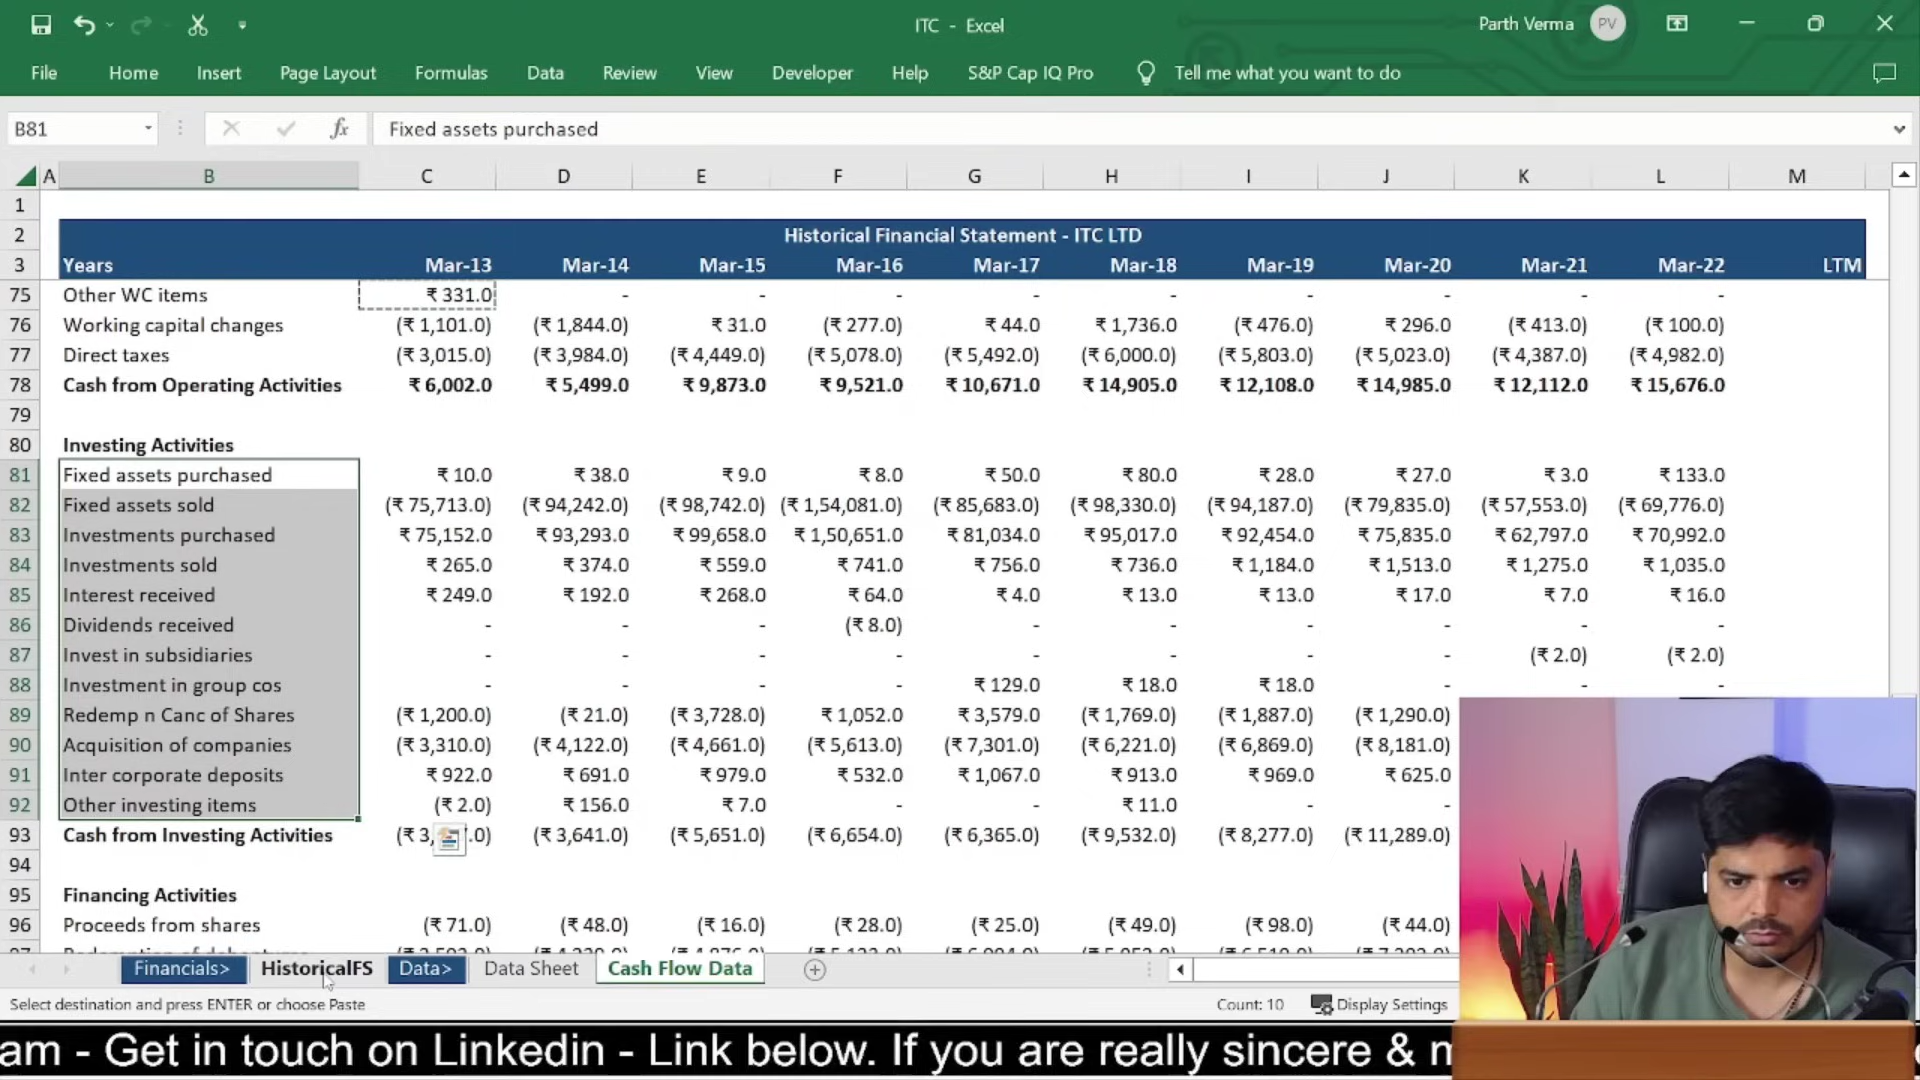 ITC - Excel
Parth Verma
PV
File Home Insert Page Layout Formulas Data Review View Developer Help S&P Cap IQ Pro Tell me what you want to do
B81 fx Fixed assets purchased
A B C D E F G H I J K L M
1
2 Historical Financial Statement - ITC LTD
3 Years Mar-13 Mar-14 Mar-15 Mar-16 Mar-17 Mar-18 Mar-19 Mar-20 Mar-21 Mar-22 LTM
75 Other WC items ₹ 331.0 - - - - - - - - -
76 Working capital changes (₹ 1,101.0) (₹ 1,844.0) ₹ 31.0 (₹ 277.0) ₹ 44.0 ₹ 1,736.0 (₹ 476.0) ₹ 296.0 (₹ 413.0) (₹ 100.0)
77 Direct taxes (₹ 3,015.0) (₹ 3,984.0) (₹ 4,449.0) (₹ 5,078.0) (₹ 5,492.0) (₹ 6,000.0) (₹ 5,803.0) (₹ 5,023.0) (₹ 4,387.0) (₹ 4,982.0)
78 Cash from Operating Activities ₹ 6,002.0 ₹ 5,499.0 ₹ 9,873.0 ₹ 9,521.0 ₹ 10,671.0 ₹ 14,905.0 ₹ 12,108.0 ₹ 14,985.0 ₹ 12,112.0 ₹ 15,676.0
79
80 Investing Activities
81 Fixed assets purchased ₹ 10.0 ₹ 38.0 ₹ 9.0 ₹ 8.0 ₹ 50.0 ₹ 80.0 ₹ 28.0 ₹ 27.0 ₹ 3.0 ₹ 133.0
82 Fixed assets sold (₹ 75,713.0) (₹ 94,242.0) (₹ 98,742.0) (₹ 1,54,081.0) (₹ 85,683.0) (₹ 98,330.0) (₹ 94,187.0) (₹ 79,835.0) (₹ 57,553.0) (₹ 69,776.0)
83 Investments purchased ₹ 75,152.0 ₹ 93,293.0 ₹ 99,658.0 ₹ 1,50,651.0 ₹ 81,034.0 ₹ 95,017.0 ₹ 92,454.0 ₹ 75,835.0 ₹ 62,797.0 ₹ 70,992.0
84 Investments sold ₹ 265.0 ₹ 374.0 ₹ 559.0 ₹ 741.0 ₹ 756.0 ₹ 736.0 ₹ 1,184.0 ₹ 1,513.0 ₹ 1,275.0 ₹ 1,035.0
85 Interest received ₹ 249.0 ₹ 192.0 ₹ 268.0 ₹ 64.0 ₹ 4.0 ₹ 13.0 ₹ 13.0 ₹ 17.0 ₹ 7.0 ₹ 16.0
86 Dividends received - - - (₹ 8.0) - - - - - -
87 Invest in subsidiaries - - - - - - - - (₹ 2.0) (₹ 2.0)
88 Investment in group cos - - - - ₹ 129.0 ₹ 18.0 ₹ 18.0 - - -
89 Redemp n Canc of Shares (₹ 1,200.0) (₹ 21.0) (₹ 3,728.0) ₹ 1,052.0 ₹ 3,579.0 (₹ 1,769.0) (₹ 1,887.0) (₹ 1,290.0)
90 Acquisition of companies (₹ 3,310.0) (₹ 4,122.0) (₹ 4,661.0) (₹ 5,613.0) (₹ 7,301.0) (₹ 6,221.0) (₹ 6,869.0) (₹ 8,181.0)
91 Inter corporate deposits ₹ 922.0 ₹ 691.0 ₹ 979.0 ₹ 532.0 ₹ 1,067.0 ₹ 913.0 ₹ 969.0 ₹ 625.0
92 Other investing items (₹ 2.0) ₹ 156.0 ₹ 7.0 - - ₹ 11.0 - -
93 Cash from Investing Activities (₹ 3, .0) (₹ 3,641.0) (₹ 5,651.0) (₹ 6,654.0) (₹ 6,365.0) (₹ 9,532.0) (₹ 8,277.0) (₹ 11,289.0)
94
95 Financing Activities
96 Proceeds from shares (₹ 71.0) (₹ 48.0) (₹ 16.0) (₹ 28.0) (₹ 25.0) (₹ 49.0) (₹ 98.0) (₹ 44.0)
Financials> HistoricalFS Data> Data Sheet Cash Flow Data
Select destination and press ENTER or choose Paste Count: 10 Display Settings
am - Get in touch on Linkedin - Link below. If you are really sincere & m